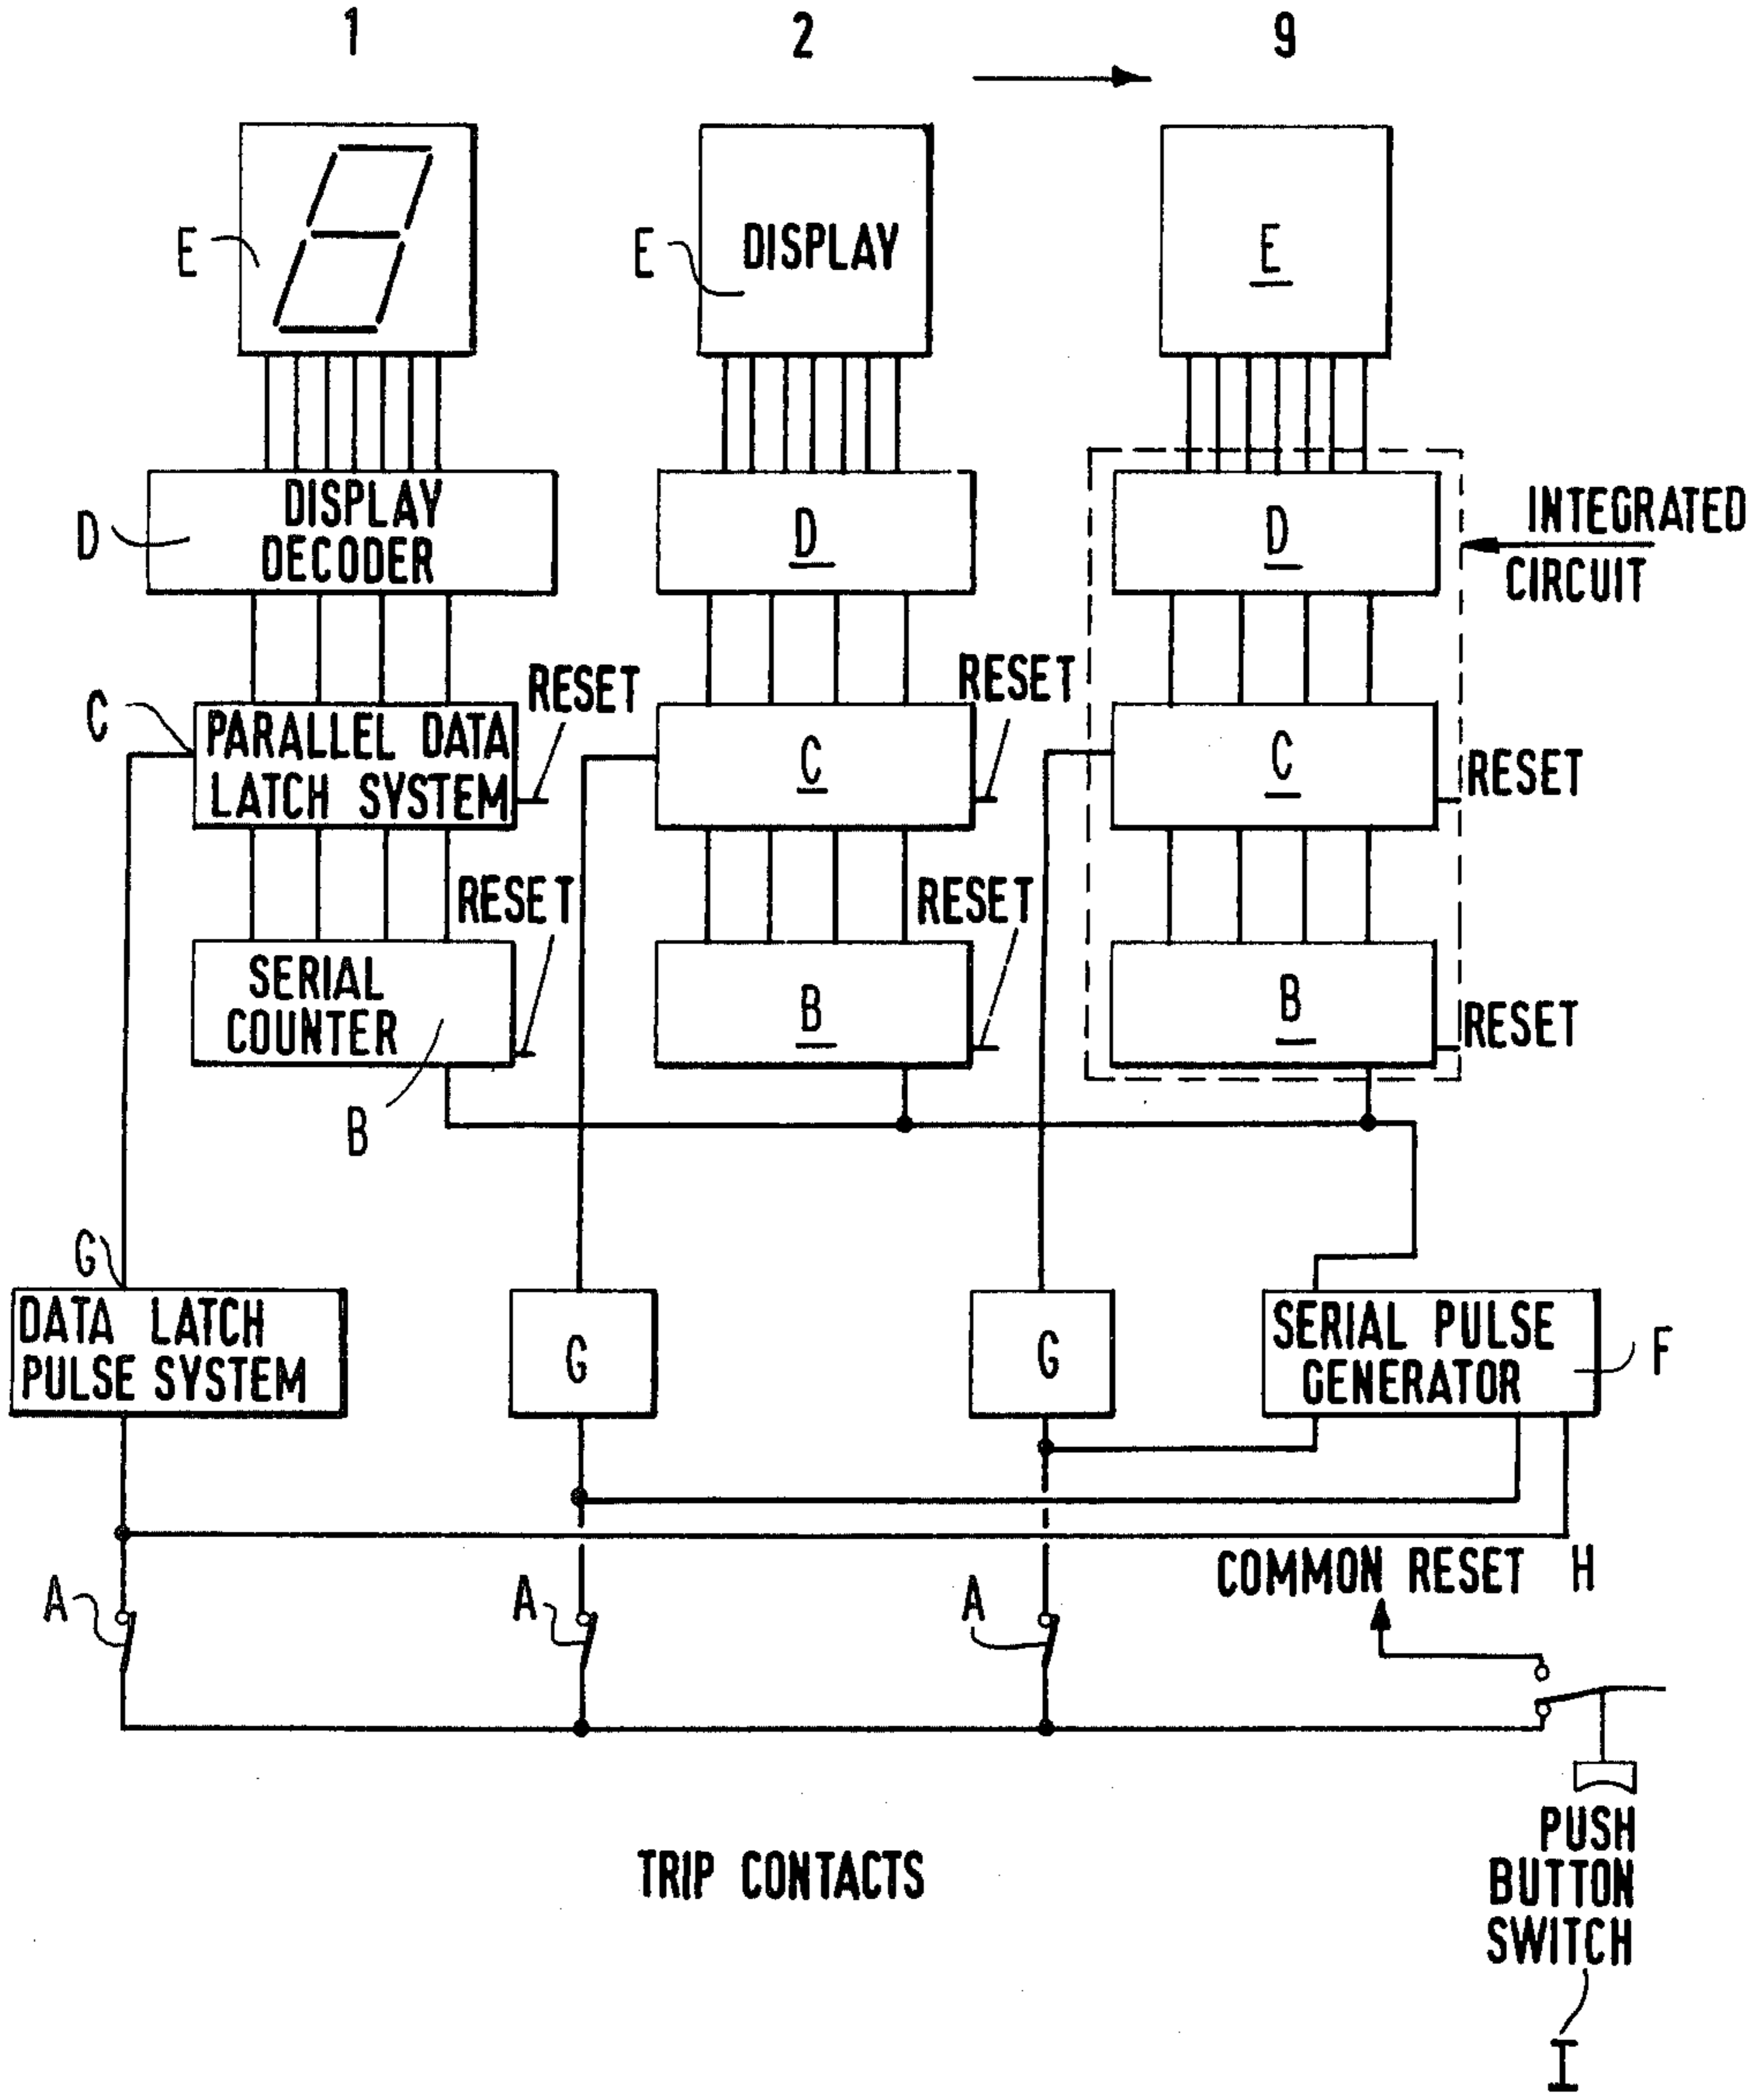 1 2 9
E E DISPLAY E
D DISPLAY DECODER D D INTEGRATED CIRCUIT
C PARALLEL DATA LATCH SYSTEM RESET C RESET C RESET
SERIAL COUNTER RESET B B RESET B RESET
G DATA LATCH PULSE SYSTEM G G SERIAL PULSE GENERATOR F
COMMON RESET H
A A A
TRIP CONTACTS
PUSH BUTTON SWITCH
I